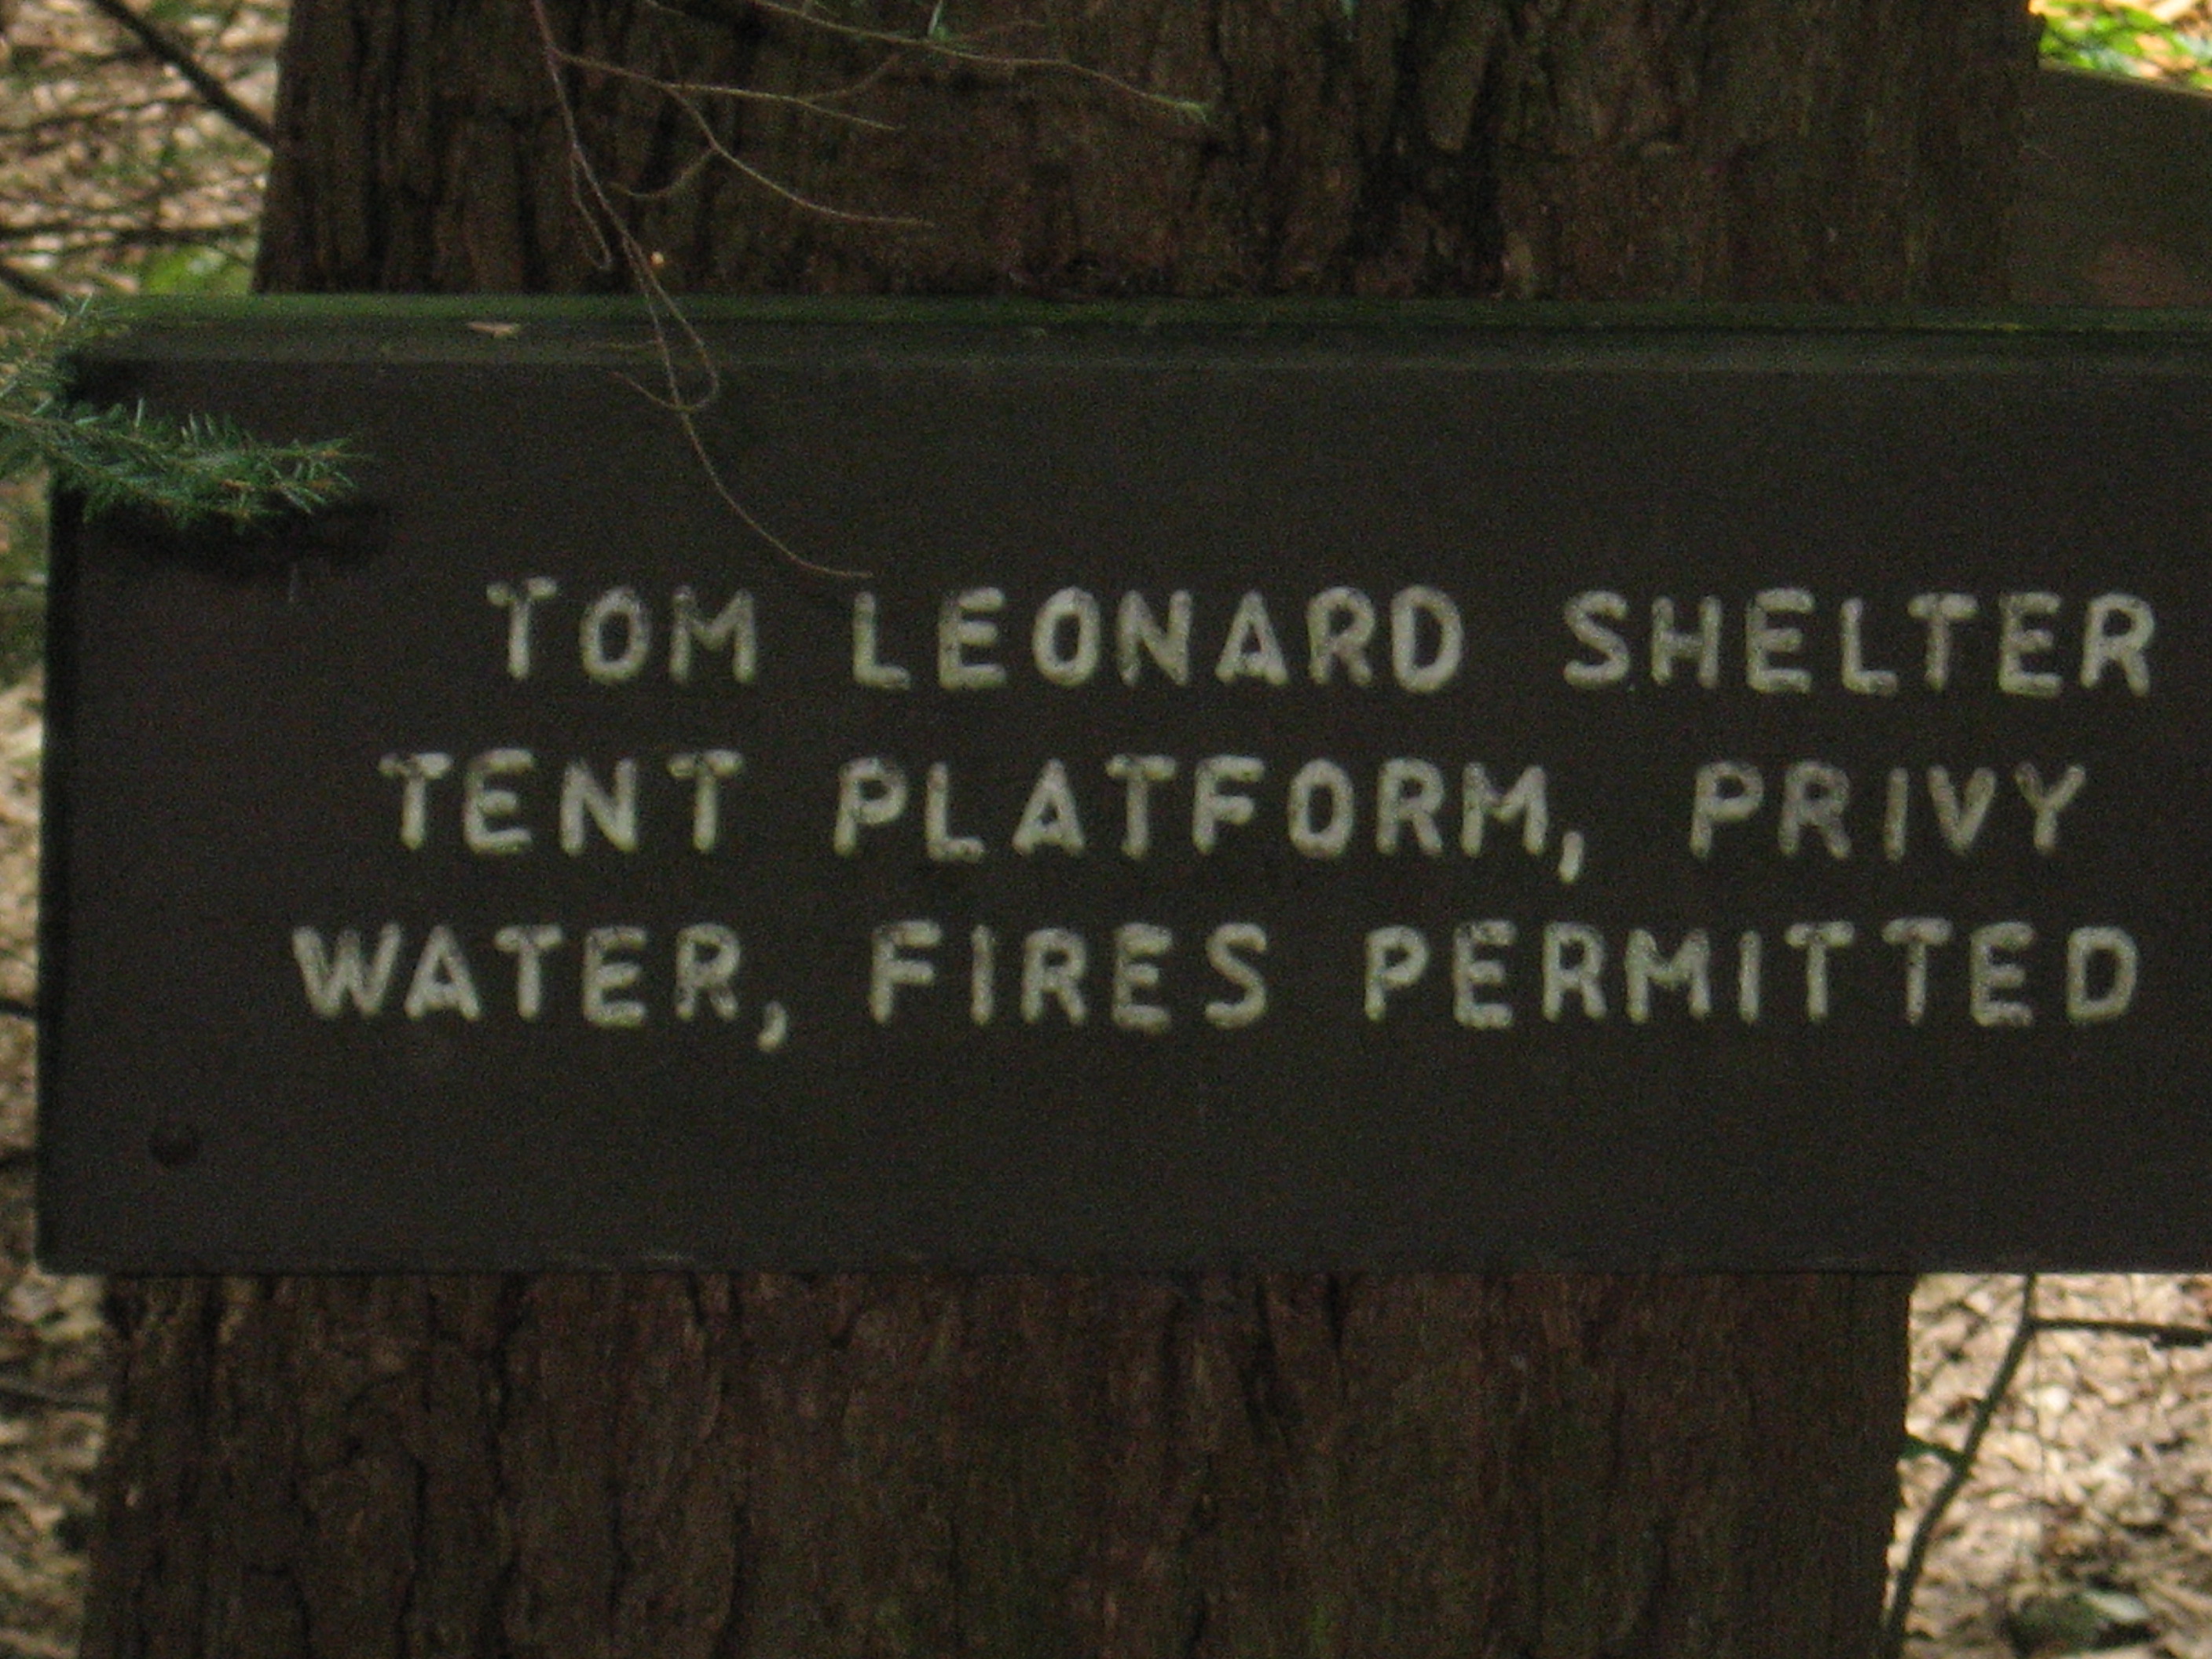 TOM LEONARD SHELTER
TENT PLATFORM, PRIVY
WATER, FIRES PERMITTED